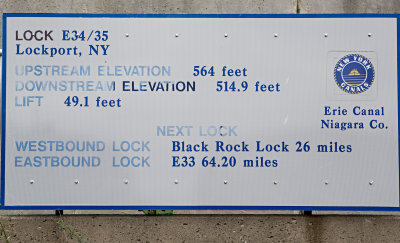 LOCK E34/35
Lockport, NY
UPSTREAM ELEVATION 564 feet
DOWNSTREAM ELEVATION 514.9 feet
LIFT 49.1 feet
NEW YORK
CANALS
Erie Canal
Niagara Co.
NEXT LOCK
WESTBOUND LOCK Black Rock Lock 26 miles
EASTBOUND LOCK E33 64.20 miles